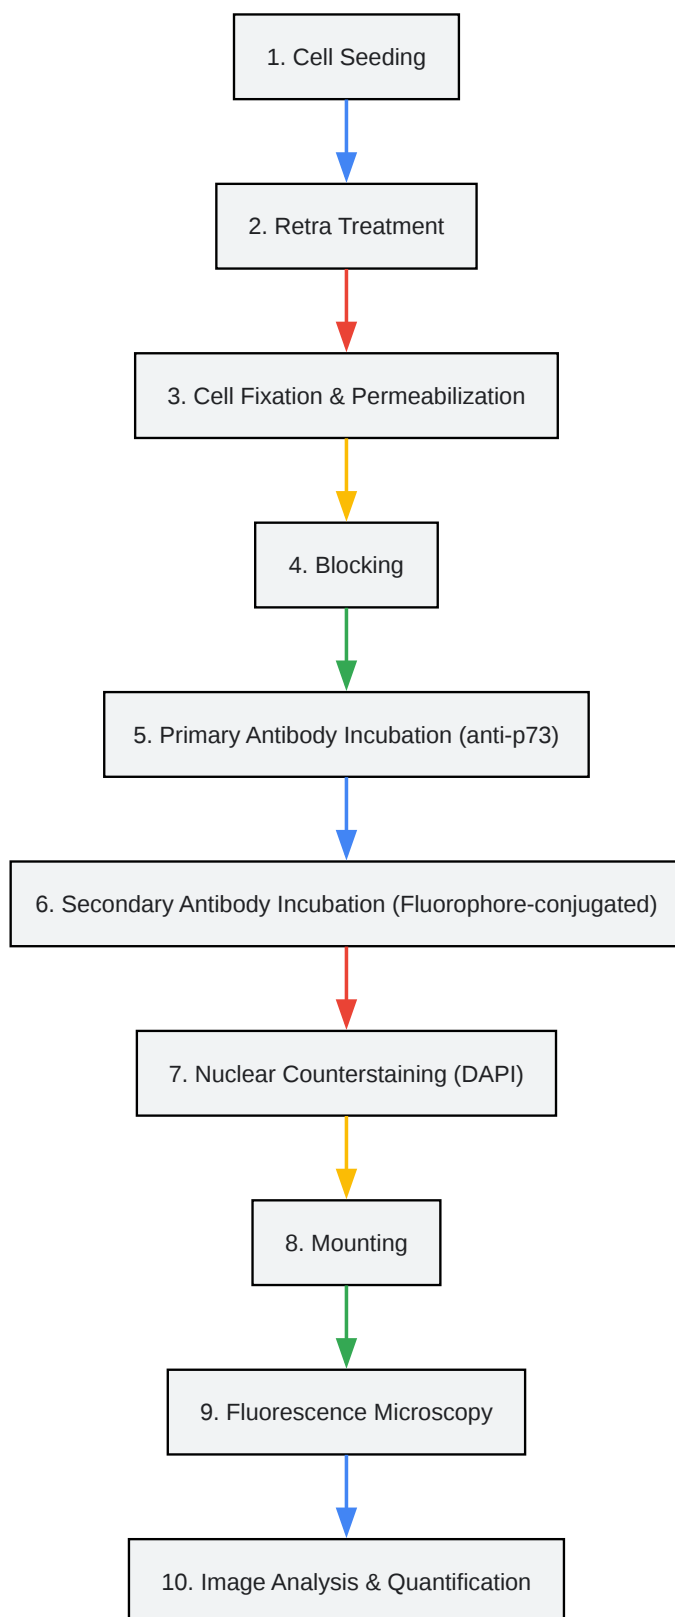 1. Cell Seeding
2. Retra Treatment
3. Cell Fixation & Permeabilization
4. Blocking
5. Primary Antibody Incubation (anti-p73)
6. Secondary Antibody Incubation (Fluorophore-conjugated)
7. Nuclear Counterstaining (DAPI)
8. Mounting
9. Fluorescence Microscopy
10. Image Analysis & Quantification